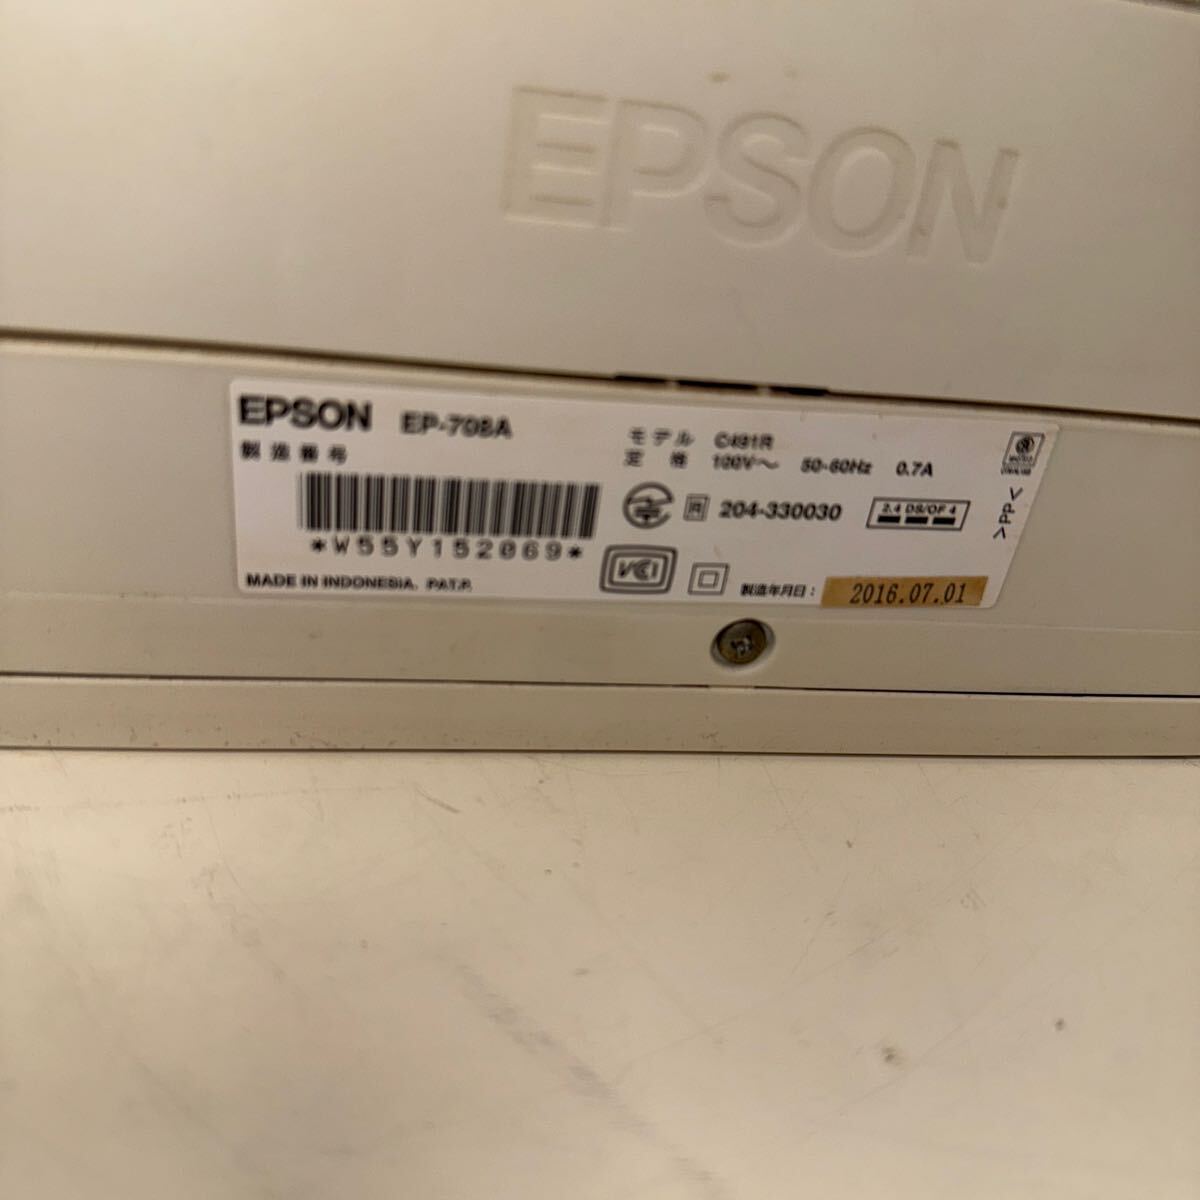 EPSON
EPSON EP-708A
製造番号
*W55Y152069*
MADE IN INDONESIA. PAT.P.
モデル C491R
定格 100V～ 50-60Hz 0.7A
R 204-330030
2.4 DS/OF 4
VCI
製造年月日: 2016.07.01
>PP<